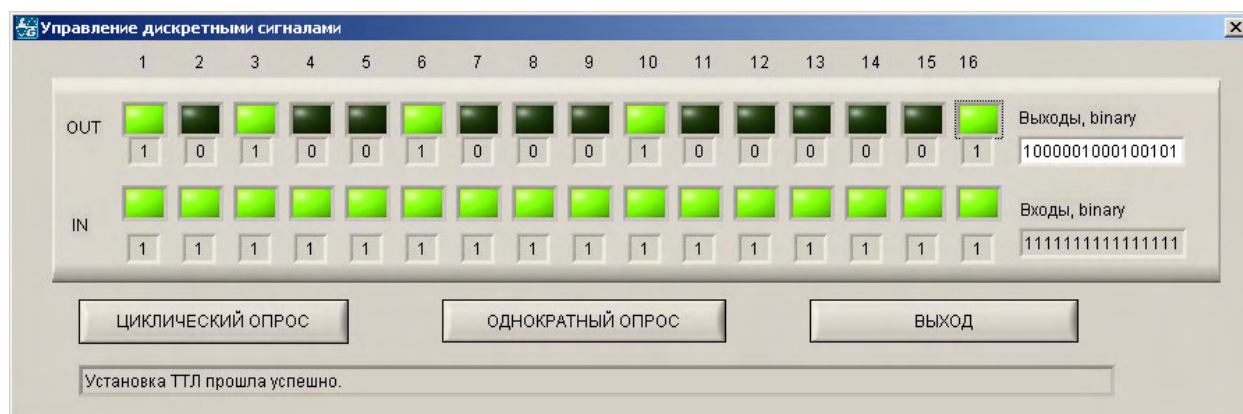 Управление дискретными сигналами
1 2 3 4 5 6 7 8 9 10 11 12 13 14 15 16
OUT
Выходы, binary
1 0 1 0 0 1 0 0 0 1 0 0 0 0 0 1
1000001000100101
IN
Входы, binary
1 1 1 1 1 1 1 1 1 1 1 1 1 1 1 1
1111111111111111
ЦИКЛИЧЕСКИЙ ОПРОС ОДНОКРАТНЫЙ ОПРОС ВЫХОД
Установка ТТЛ прошла успешно.